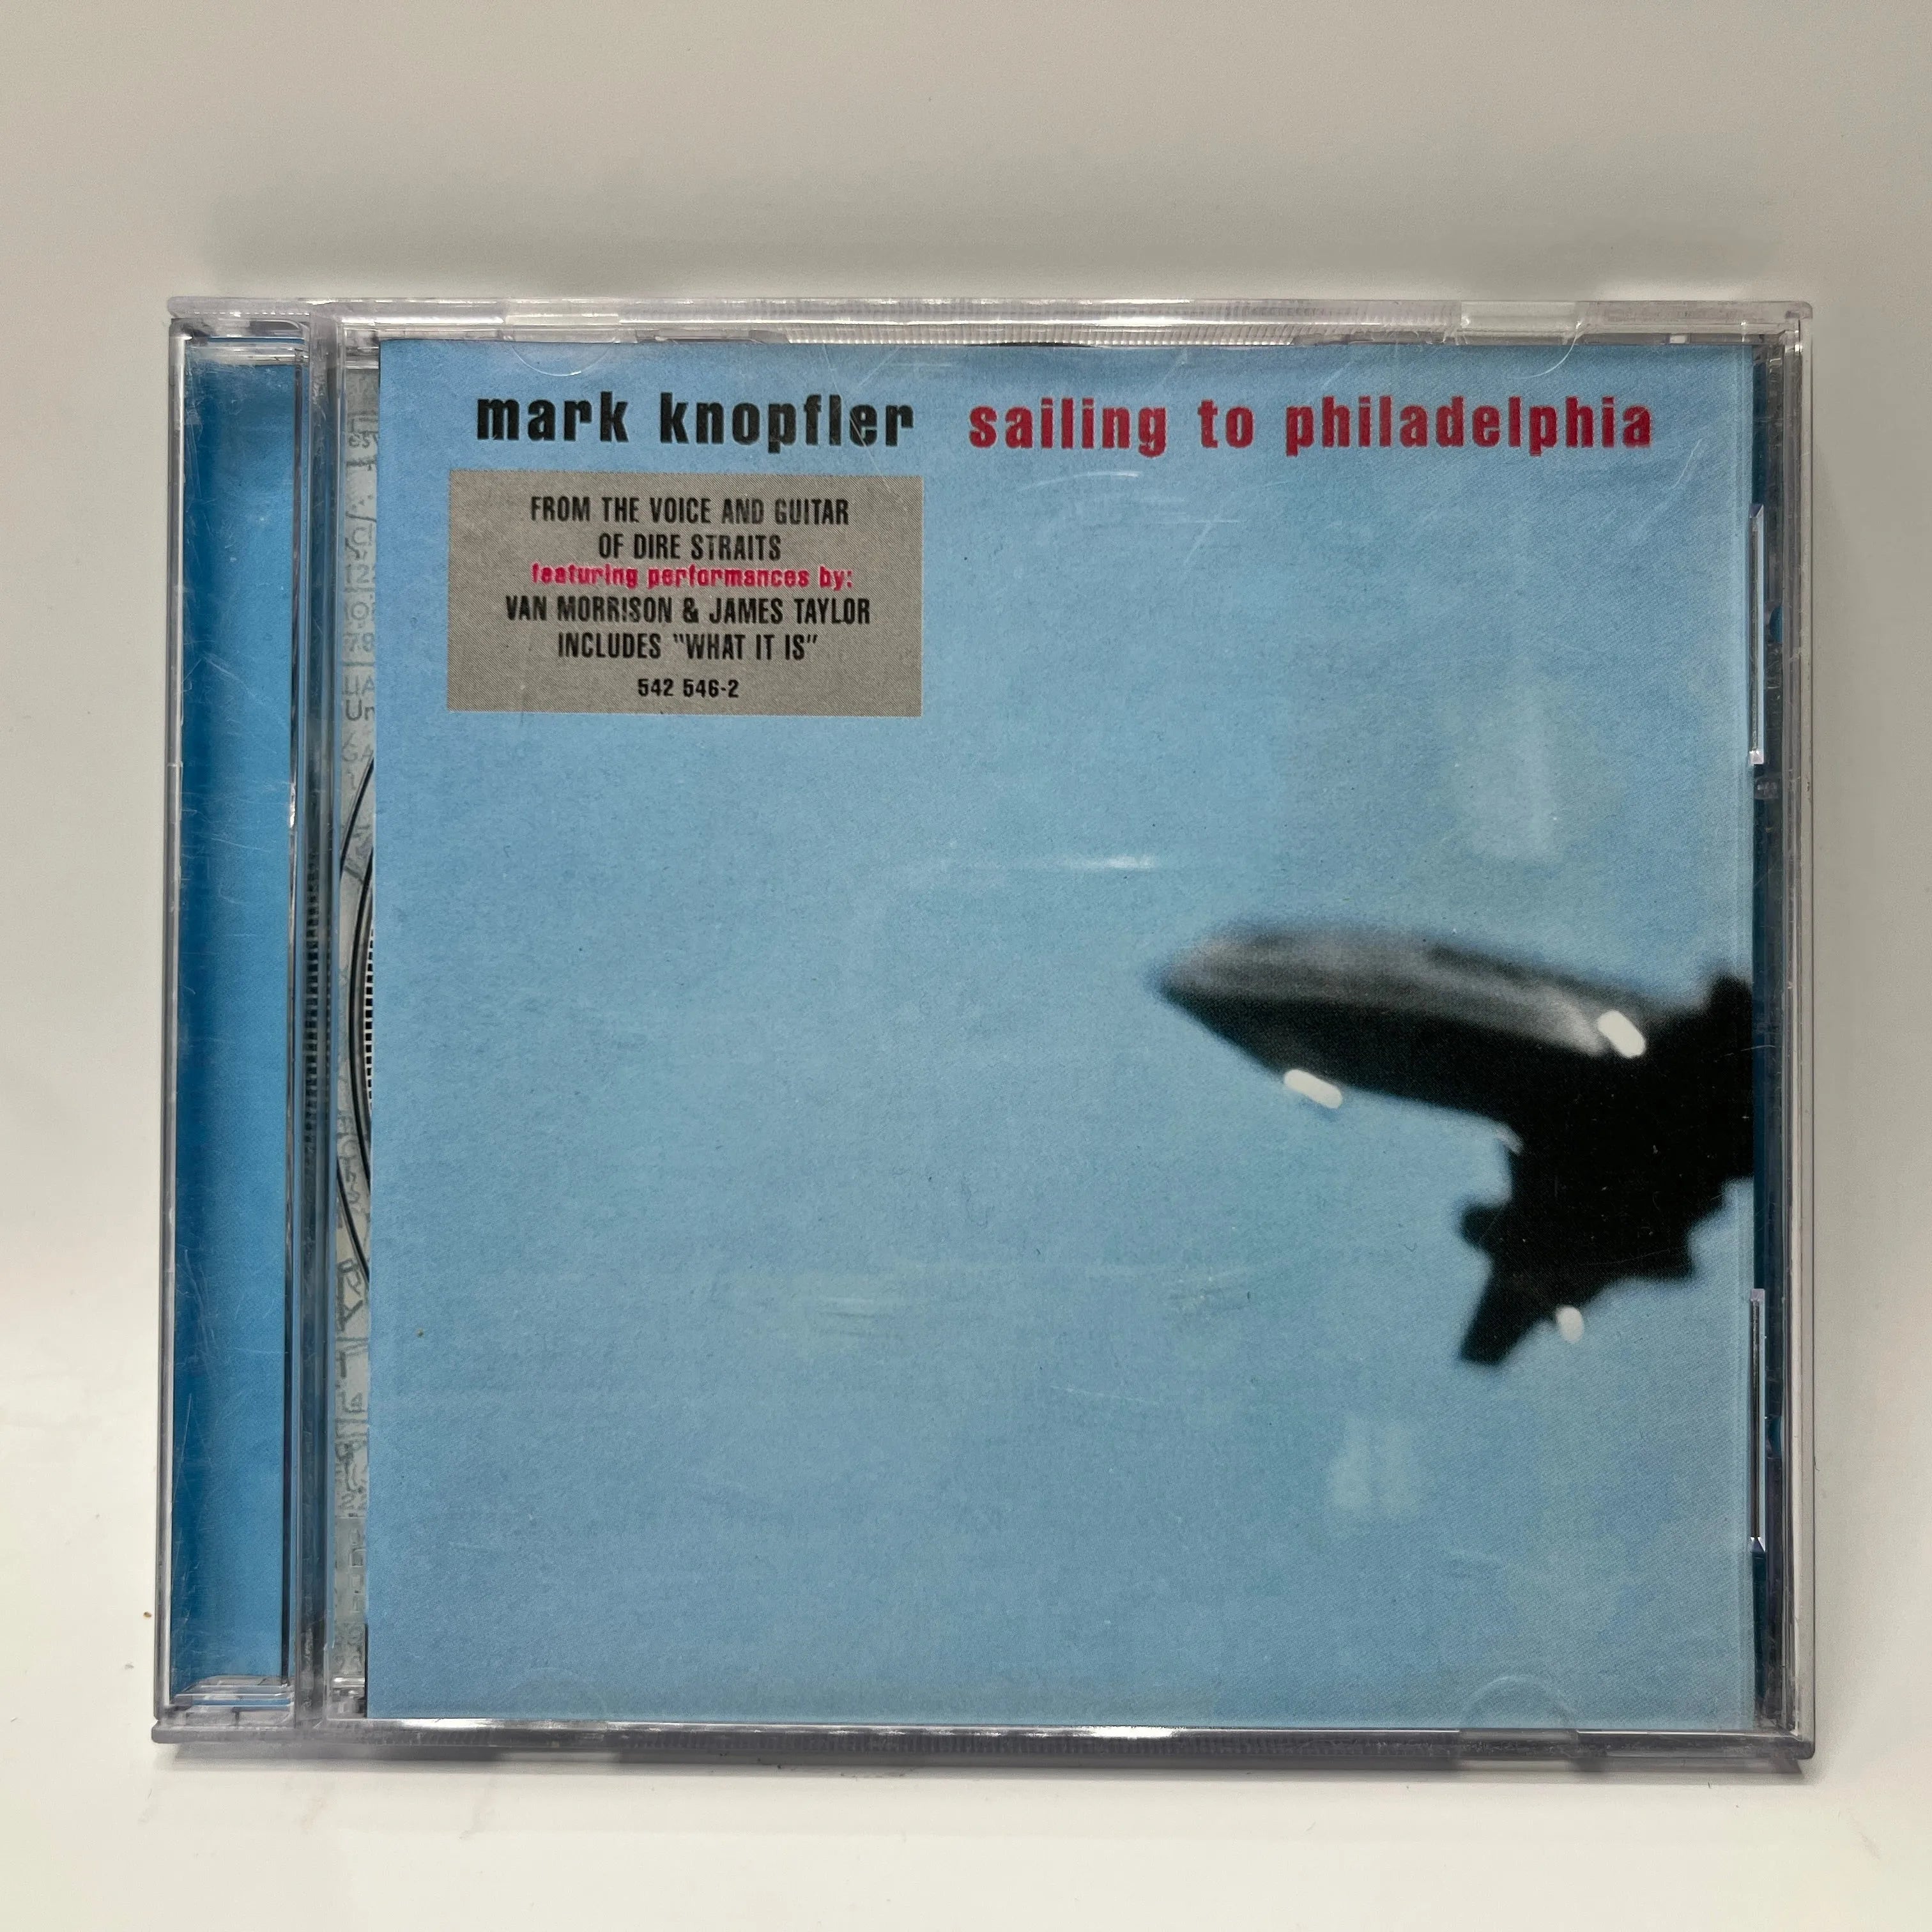 mark knopfler sailing to philadelphia
FROM THE VOICE AND GUITAR
OF DIRE STRAITS
featuring performances by:
VAN MORRISON & JAMES TAYLOR
INCLUDES "WHAT IT IS"
542 546-2